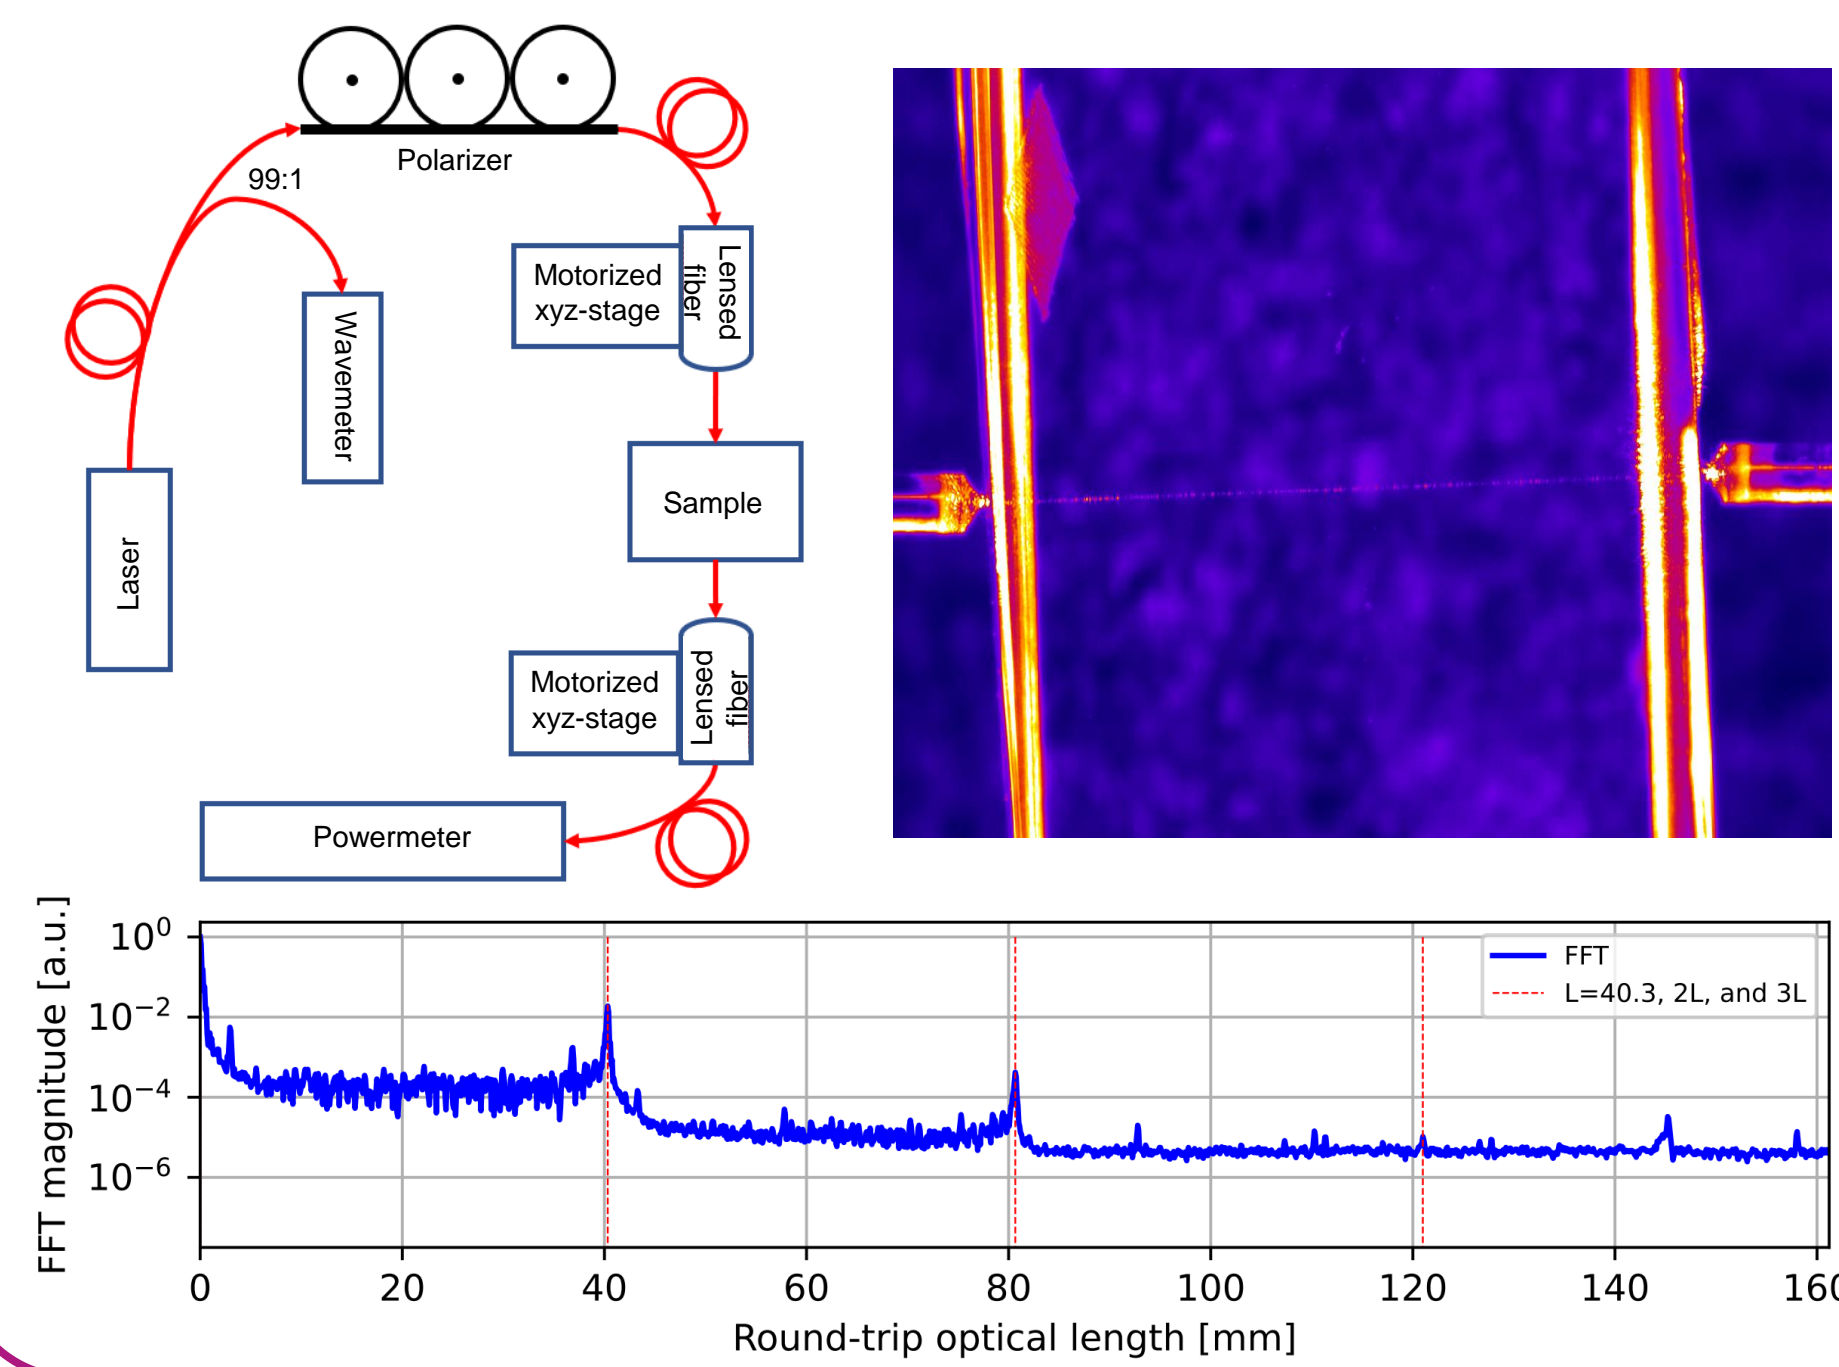 Polarizer
99:1
Wavemeter
Laser
Motorized
xyz-stage
Lensed
fiber
Sample
Motorized
xyz-stage
Lensed
fiber
Powermeter
FFT magnitude [a.u.]
10⁰
10⁻²
10⁻⁴
10⁻⁶
FFT
L=40.3, 2L, and 3L
0 20 40 60 80 100 120 140 160
Round-trip optical length [mm]